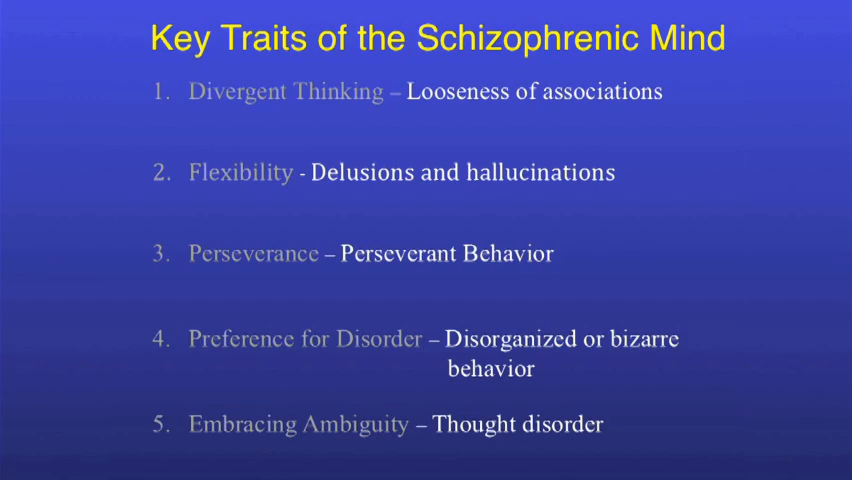 Key Traits of the Schizophrenic Mind
1. Divergent Thinking – Looseness of associations
2. Flexibility - Delusions and hallucinations
3. Perseverance – Perseverant Behavior
4. Preference for Disorder – Disorganized or bizarre
behavior
5. Embracing Ambiguity – Thought disorder